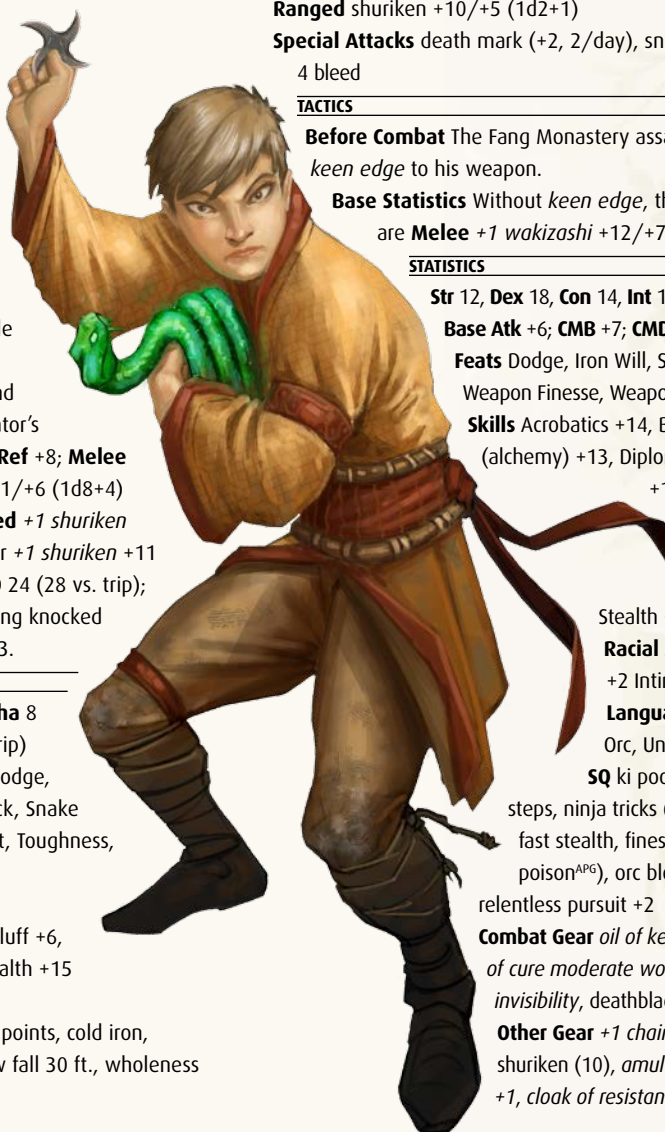 de
nd
ator's
Ref +8; Melee
1/+6 (1d8+4)
ed +1 shuriken
r +1 shuriken +11
24 (28 vs. trip);
ng knocked
3.
ha 8
rip)
odge,
ck, Snake
t, Toughness,
luff +6,
alth +15
points, cold iron,
w fall 30 ft., wholeness
Ranged shuriken +10/+5 (1d2+1)
Special Attacks death mark (+2, 2/day), sn
4 bleed
TACTICS
Before Combat The Fang Monastery assa
keen edge to his weapon.
Base Statistics Without keen edge, th
are Melee +1 wakizashi +12/+7
STATISTICS
Str 12, Dex 18, Con 14, Int 1
Base Atk +6; CMB +7; CMD
Feats Dodge, Iron Will, S
Weapon Finesse, Weapo
Skills Acrobatics +14, B
(alchemy) +13, Diplom
+1
Stealth
Racial
+2 Intim
Langua
Orc, Un
SQ ki poo
steps, ninja tricks (
fast stealth, finess
poisonAPG), orc blo
relentless pursuit +2
Combat Gear oil of ke
of cure moderate wo
invisibility, deathblad
Other Gear +1 chain
shuriken (10), amul
+1, cloak of resistan